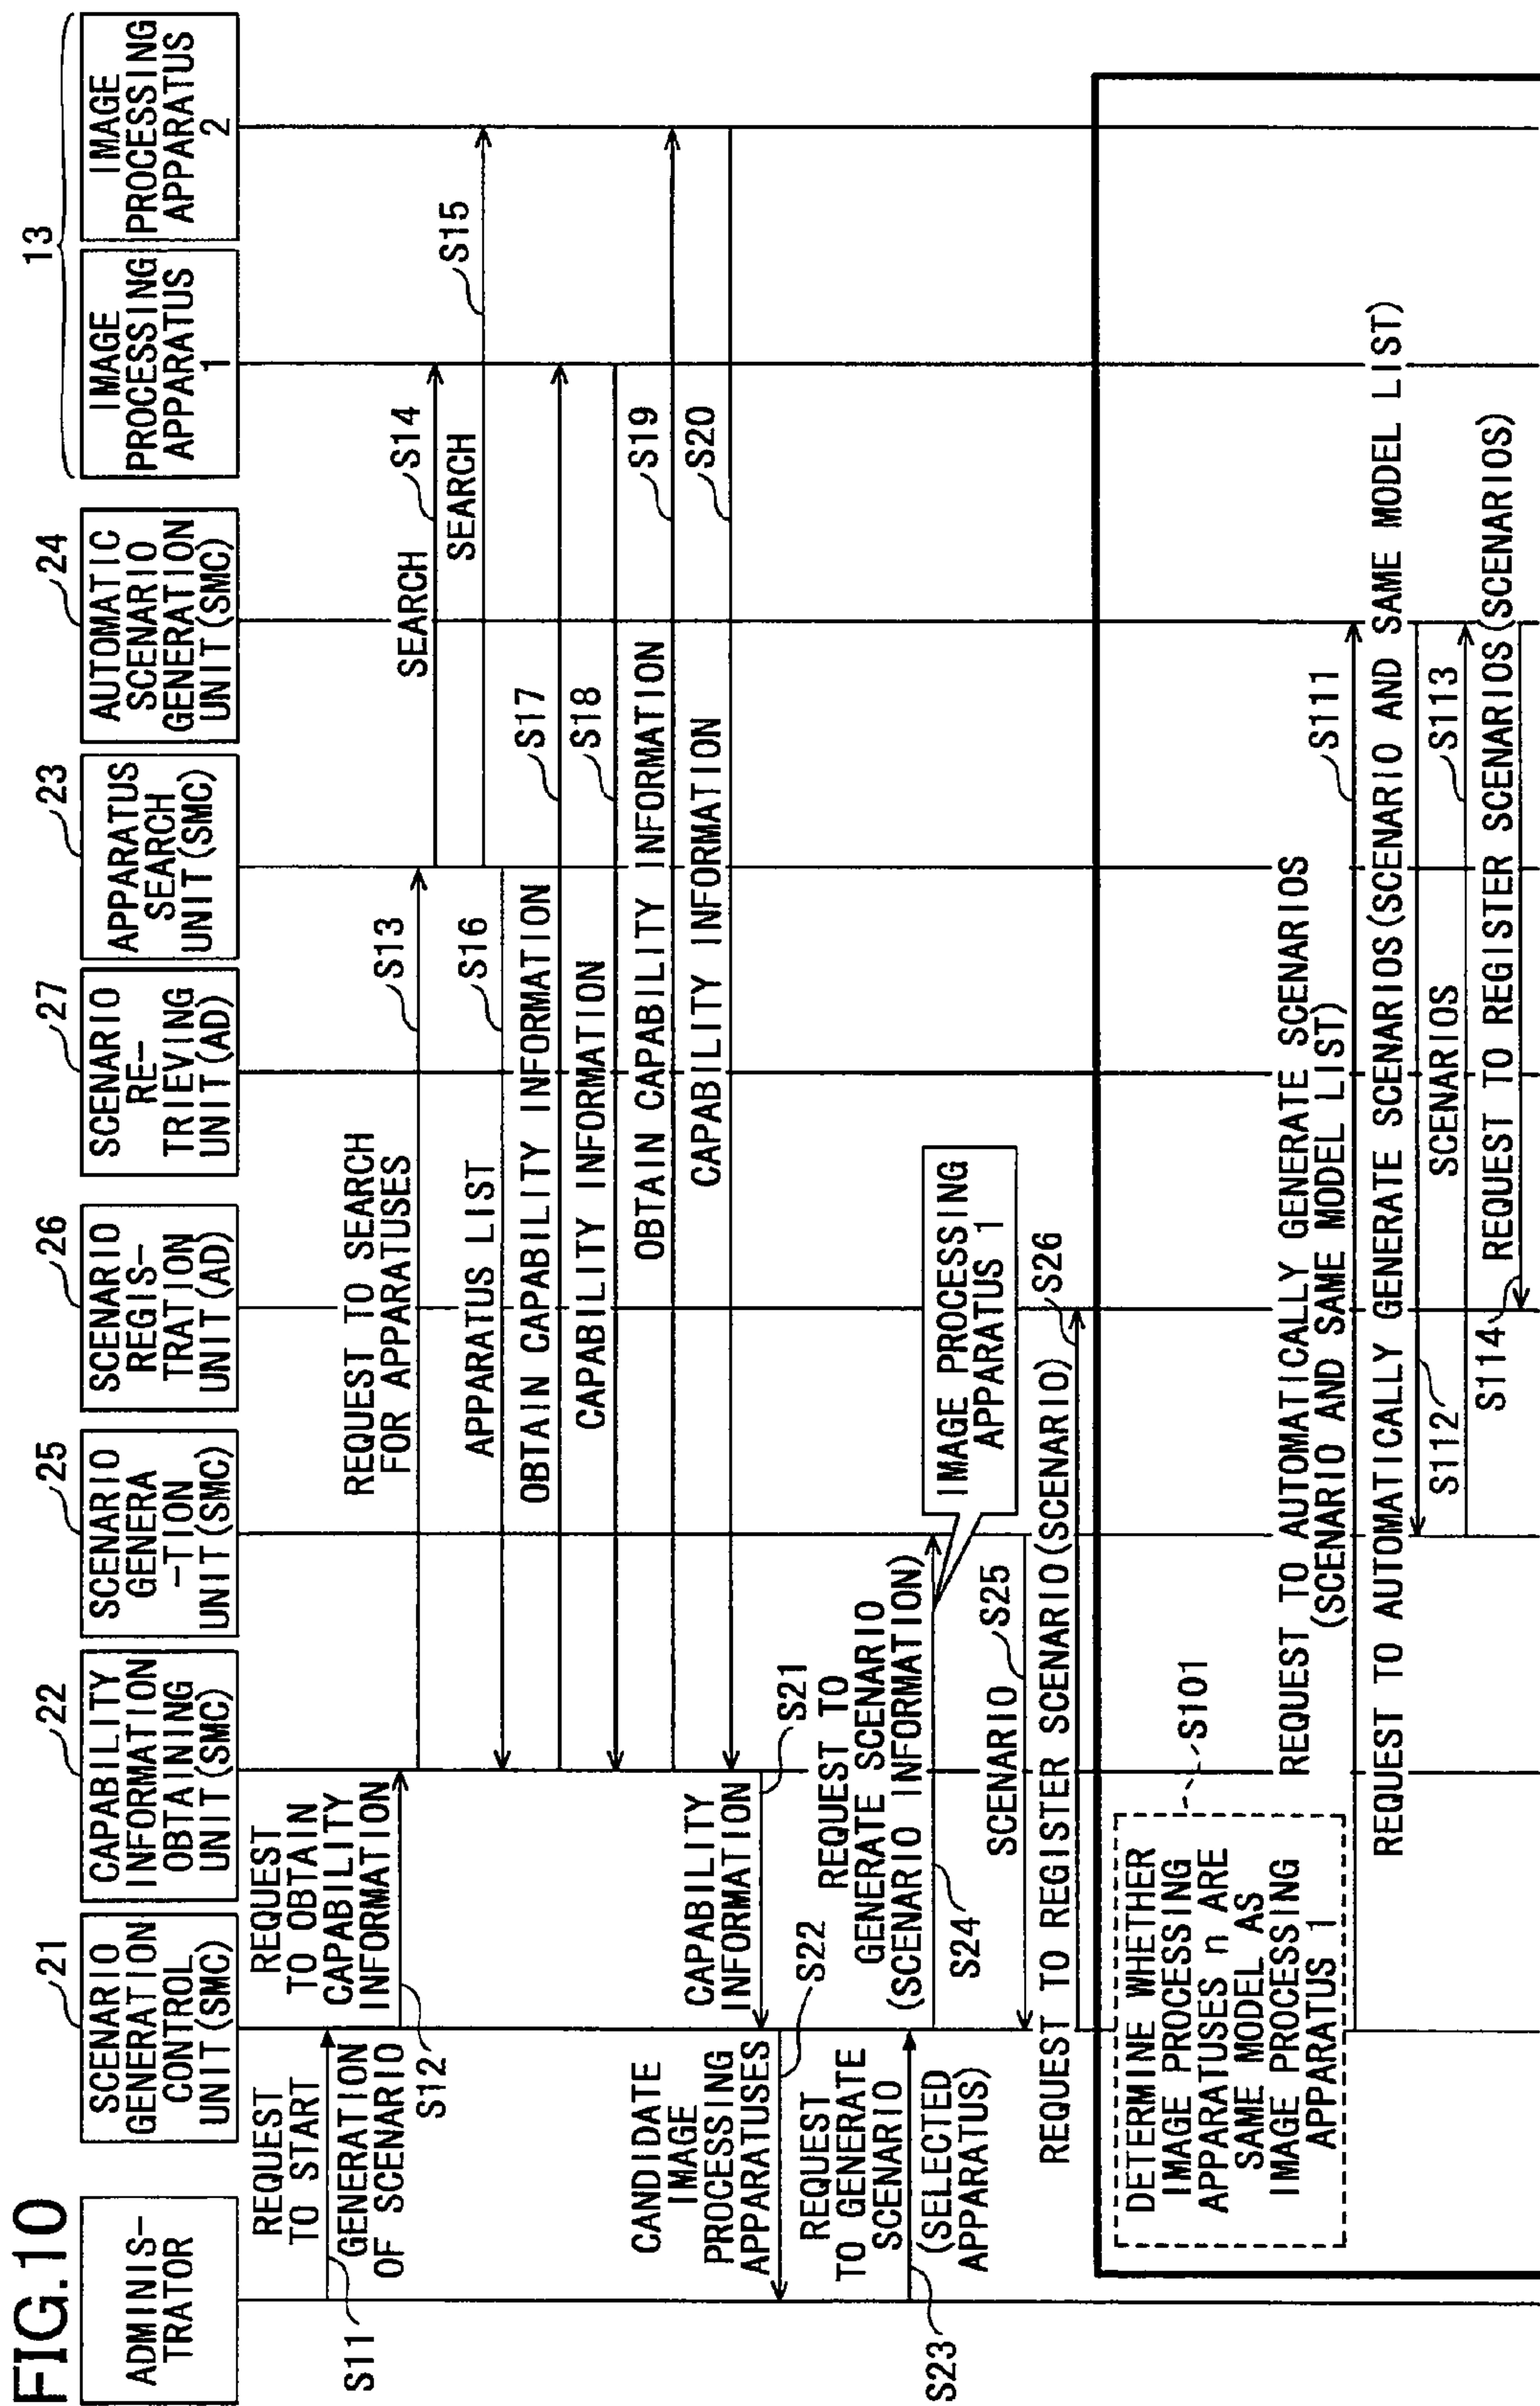 FIG.10
ADMINIS-
TRATOR
21
SCENARIO
GENERATION
CONTROL
UNIT(SMC)
22
CAPABILITY
INFORMATION
OBTAINING
UNIT(SMC)
25
SCENARIO
GENERA
-TION
UNIT(SMC)
26
SCENARIO
REGIS-
TRATION
UNIT(AD)
27
SCENARIO
RE-
TRIEVING
UNIT(AD)
23
APPARATUS
SEARCH
UNIT(SMC)
24
AUTOMATIC
SCENARIO
GENERATION
UNIT(SMC)
13
IMAGE
PROCESSING
APPARATUS
1
IMAGE
PROCESSING
APPARATUS
2
REQUEST
TO START
GENERATION
OF SCENARIO
S11
REQUEST
TO OBTAIN
CAPABILITY
INFORMATION
S12
REQUEST TO SEARCH
FOR APPARATUSES
S13
SEARCH
S14
SEARCH
S15
APPARATUS LIST
S16
OBTAIN CAPABILITY INFORMATION
S17
CAPABILITY INFORMATION
S18
OBTAIN CAPABILITY INFORMATION
S19
CAPABILITY INFORMATION
S20
CAPABILITY
INFORMATION
S21
CANDIDATE
IMAGE
PROCESSING
APPARATUSES
S22
REQUEST
TO GENERATE
SCENARIO
(SELECTED
APPARATUS)
S23
REQUEST TO
GENERATE SCENARIO
(SCENARIO INFORMATION)
S24
IMAGE PROCESSING
APPARATUS 1
SCENARIO
S25
REQUEST TO REGISTER SCENARIO(SCENARIO)
S26
DETERMINE WHETHER
IMAGE PROCESSING
APPARATUSES n ARE
SAME MODEL AS
IMAGE PROCESSING
APPARATUS 1
S101
REQUEST TO AUTOMATICALLY GENERATE SCENARIOS
(SCENARIO AND SAME MODEL LIST)
S111
REQUEST TO AUTOMATICALLY GENERATE SCENARIOS(SCENARIO AND SAME MODEL LIST)
S112
SCENARIOS
S113
REQUEST TO REGISTER SCENARIOS(SCENARIOS)
S114